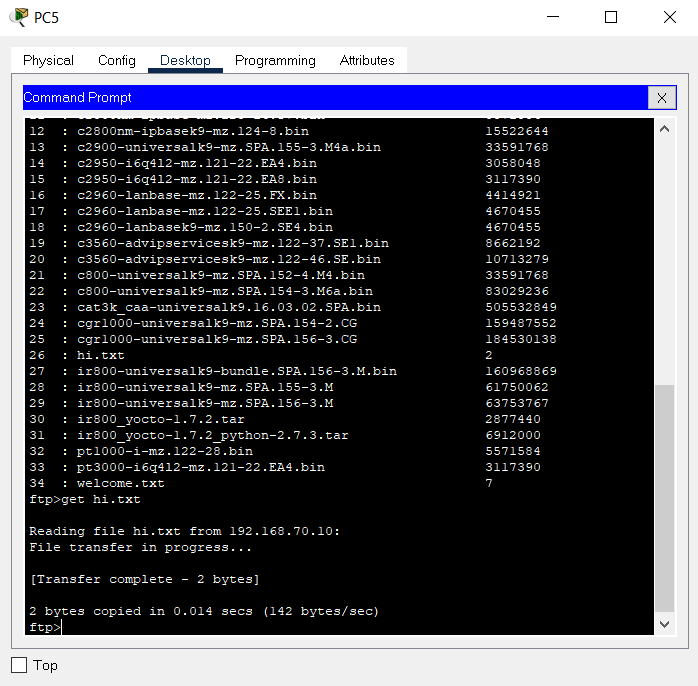 PC5
Physical Config Desktop Programming Attributes
Command Prompt X
12 : c2800nm-ipbasek9-mz.124-8.bin 15522644
13 : c2900-universalk9-mz.SPA.155-3.M4a.bin 33591768
14 : c2950-i6q4l2-mz.121-22.EA4.bin 3058048
15 : c2950-i6q4l2-mz.121-22.EA8.bin 3117390
16 : c2960-lanbase-mz.122-25.FX.bin 4414921
17 : c2960-lanbase-mz.122-25.SEE1.bin 4670455
18 : c2960-lanbasek9-mz.150-2.SE4.bin 4670455
19 : c3560-advipservicesk9-mz.122-37.SE1.bin 8662192
20 : c3560-advipservicesk9-mz.122-46.SE.bin 10713279
21 : c800-universalk9-mz.SPA.152-4.M4.bin 33591768
22 : c800-universalk9-mz.SPA.154-3.M6a.bin 83029236
23 : cat3k_caa-universalk9.16.03.02.SPA.bin 505532849
24 : cgr1000-universalk9-mz.SPA.154-2.CG 159487552
25 : cgr1000-universalk9-mz.SPA.156-3.CG 184530138
26 : hi.txt 2
27 : ir800-universalk9-bundle.SPA.156-3.M.bin 160968869
28 : ir800-universalk9-mz.SPA.155-3.M 61750062
29 : ir800-universalk9-mz.SPA.156-3.M 63753767
30 : ir800_yocto-1.7.2.tar 2877440
31 : ir800_yocto-1.7.2_python-2.7.3.tar 6912000
32 : pt1000-i-mz.122-28.bin 5571584
33 : pt3000-i6q4l2-mz.121-22.EA4.bin 3117390
34 : welcome.txt 7
ftp>get hi.txt
Reading file hi.txt from 192.168.70.10:
File transfer in progress...
[Transfer complete - 2 bytes]
2 bytes copied in 0.014 secs (142 bytes/sec)
ftp>
Top